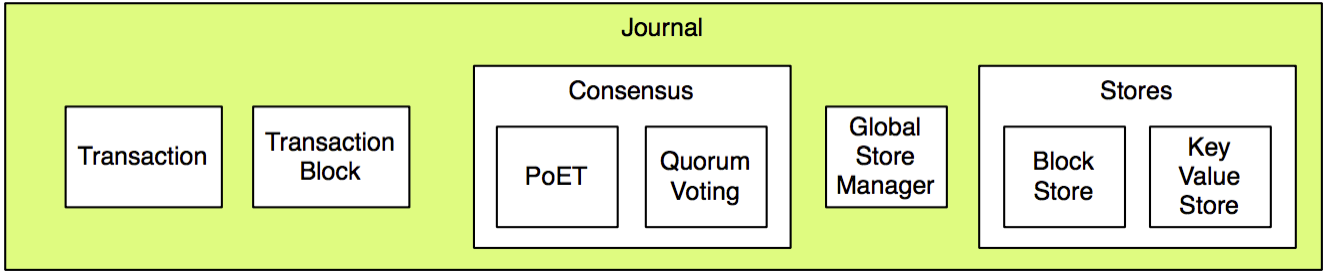 Journal
Transaction
Transaction
Block
Consensus
PoET
Quorum
Voting
Global
Store
Manager
Stores
Block
Store
Key
Value
Store